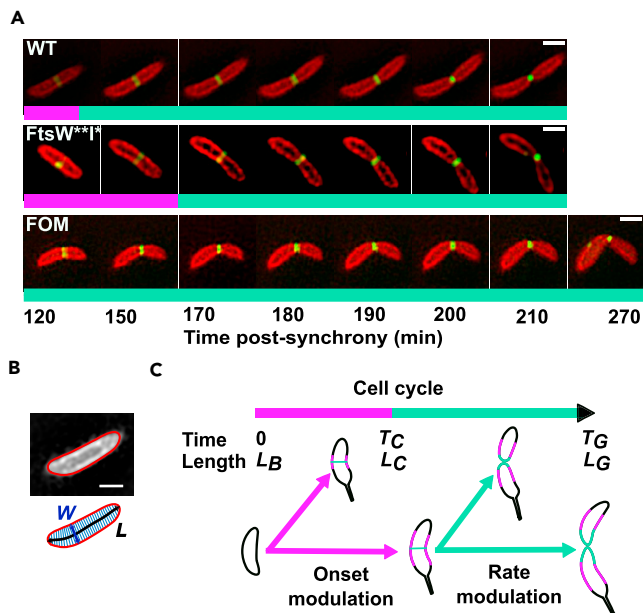 A
WT
FtsW**I*
FOM
120 150 170 180 190 200 210 270
Time post-synchrony (min)
B
W
L
C
Cell cycle
Time 0 T_C T_G
Length L_B L_C L_G
Onset modulation
Rate modulation